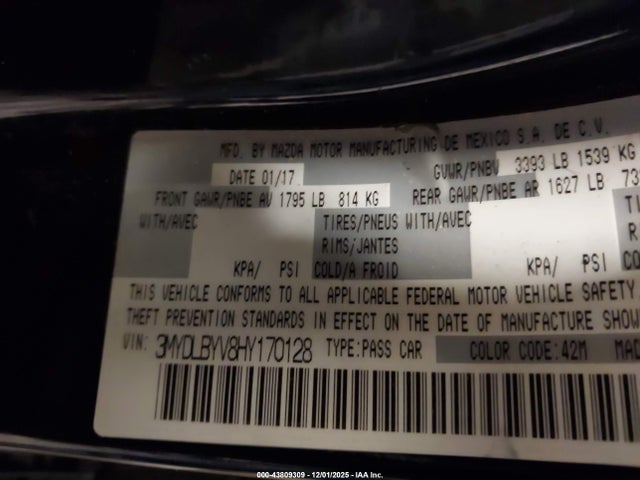 MFD. BY MAZDA MOTOR MANUFACTURING DE MEXICO S.A. DE C.V.
DATE 01/17 GVWR/PNBV 3393 LB 1539 KG
FRONT GAWR/PNBE AV 1795 LB 814 KG REAR GAWR/PNBE AR 1627 LB
WITH/AVEC TIRES/PNEUS WITH/AVEC
RIMS/JANTES
KPA/ PSI COLD/A FROID KPA/ PSI
THIS VEHICLE CONFORMS TO ALL APPLICABLE FEDERAL MOTOR VEHICLE SAFETY
THEFT PREVENTION STANDARDS IN EFFECT ON THE DATE OF MANUFACTURE SHOW
VIN: 3MYDLBYV8HY170128 TYPE:PASS CAR COLOR CODE:42M MAD
000-43809309 - 12/01/2025 - IAA Inc.